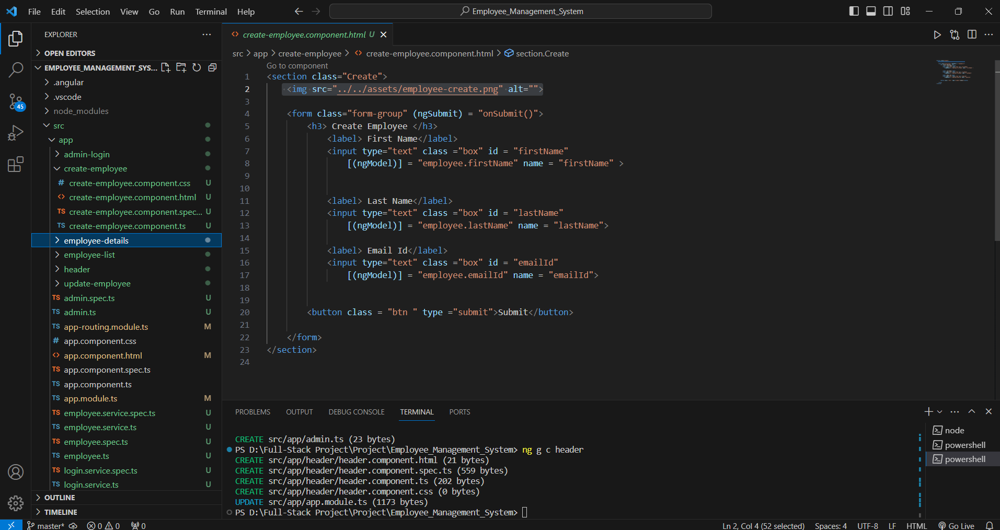 File Edit Selection View Go Run Terminal Help
Employee_Management_System
EXPLORER
OPEN EDITORS
EMPLOYEE_MANAGEMENT_SYS...
.angular
.vscode
node_modules
src
app
admin-login
create-employee
# create-employee.component.css U
<> create-employee.component.html U
TS create-employee.component.spec... U
TS create-employee.component.ts U
employee-details
employee-list
header
update-employee
TS admin.spec.ts U
TS admin.ts U
TS app-routing.module.ts M
# app.component.css
<> app.component.html M
TS app.component.spec.ts
TS app.component.ts
TS app.module.ts M
TS employee.service.spec.ts U
TS employee.service.ts U
TS employee.spec.ts U
TS employee.ts U
TS login.service.spec.ts U
TS login.service.ts U
OUTLINE
TIMELINE
45
<> create-employee.component.html U
src > app > create-employee > <> create-employee.component.html > section.Create
Go to component
1 <section class="Create">
2 <img src="../../assets/employee-create.png" alt="">
3
4 <form class="form-group" (ngSubmit) = "onSubmit()">
5 <h3> Create Employee </h3>
6 <label> First Name</label>
7 <input type="text" class ="box" id = "firstName"
8 [(ngModel)] = "employee.firstName" name = "firstName" >
9
10
11 <label> Last Name</label>
12 <input type="text" class ="box" id = "lastName"
13 [(ngModel)] = "employee.lastName" name = "lastName">
14
15 <label> Email Id</label>
16 <input type="text" class ="box" id = "emailId"
17 [(ngModel)] = "employee.emailId" name = "emailId">
18
19
20 <button class = "btn " type ="submit">Submit</button>
21
22 </form>
23 </section>
24
PROBLEMS OUTPUT DEBUG CONSOLE TERMINAL PORTS
CREATE src/app/admin.ts (23 bytes)
PS D:\Full-Stack Project\Project\Employee_Management_System> ng g c header
CREATE src/app/header/header.component.html (21 bytes)
CREATE src/app/header/header.component.spec.ts (559 bytes)
CREATE src/app/header/header.component.ts (202 bytes)
CREATE src/app/header/header.component.css (0 bytes)
UPDATE src/app/app.module.ts (1173 bytes)
PS D:\Full-Stack Project\Project\Employee_Management_System>
node
powershell
powershell
master* 0 0 0 Ln 2, Col 4 (52 selected) Spaces: 4 UTF-8 LF HTML Go Live